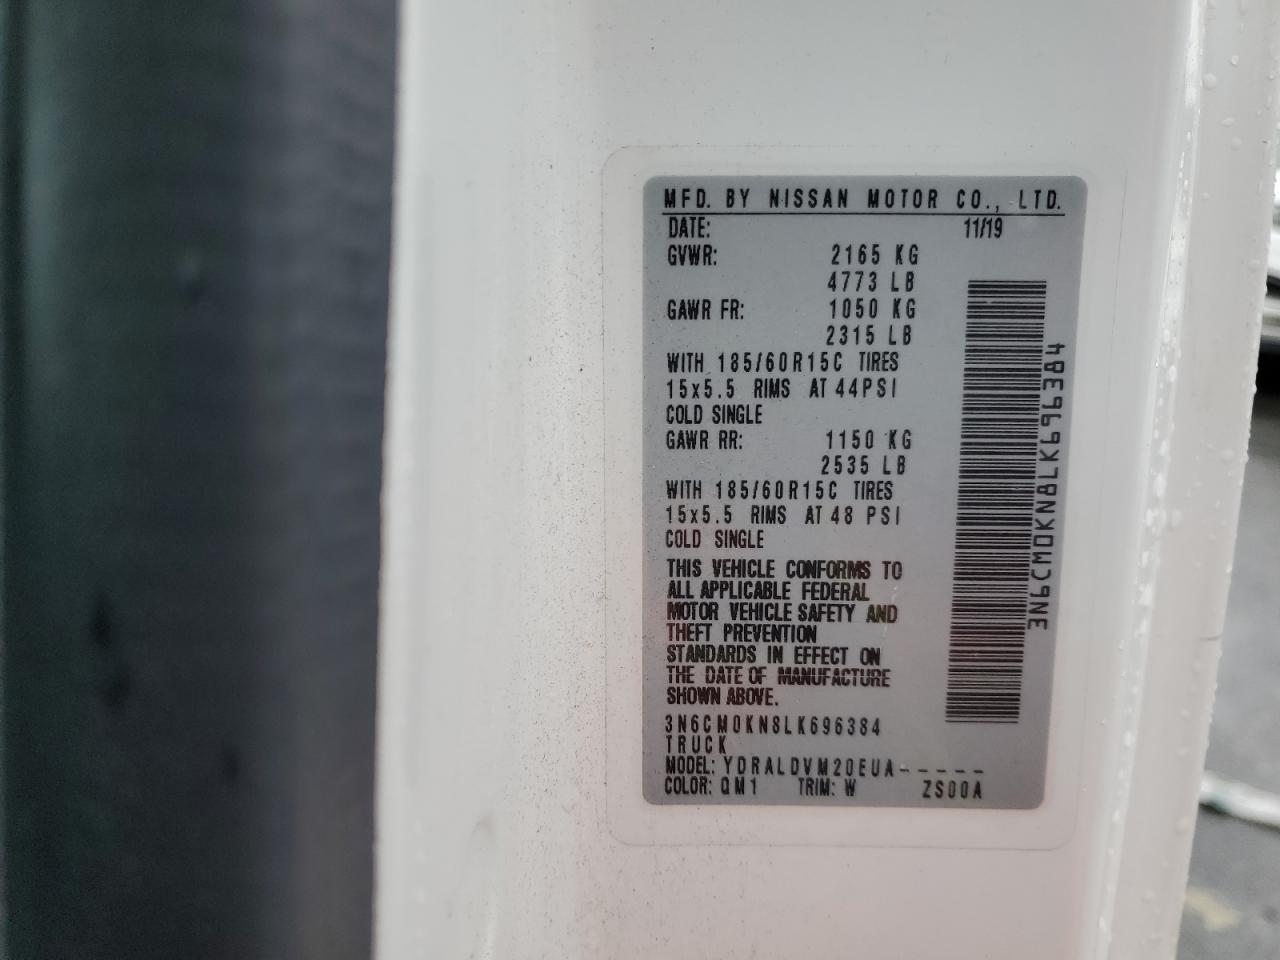 MFD. BY NISSAN MOTOR CO., LTD.
DATE: 11/19
GVWR: 2165 KG
4773 LB
GAWR FR: 1050 KG
2315 LB
WITH 185/60R15C TIRES
15x5.5 RIMS AT 44PSI
COLD SINGLE
GAWR RR: 1150 KG
2535 LB
WITH 185/60R15C TIRES
15x5.5 RIMS AT 48 PSI
COLD SINGLE
THIS VEHICLE CONFORMS TO
ALL APPLICABLE FEDERAL
MOTOR VEHICLE SAFETY AND
THEFT PREVENTION
STANDARDS IN EFFECT ON
THE DATE OF MANUFACTURE
SHOWN ABOVE.
3N6CM0KN8LK696384
TRUCK
MODEL: YDRALDVM20EUA-----
COLOR: QM1 TRIM: W ZS00A
3N6CM0KN8LK696384